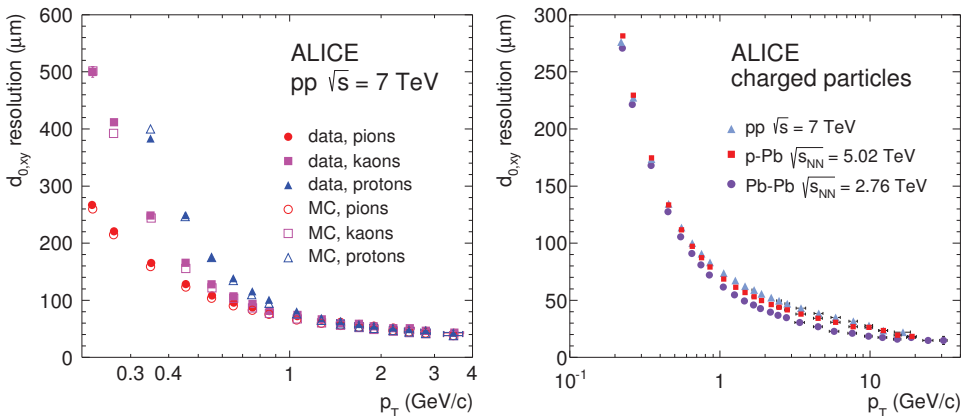 d0,xy resolution (μm)
600
500
400
300
200
100
0
ALICE
pp √s = 7 TeV
data, pions
data, kaons
data, protons
MC, pions
MC, kaons
MC, protons
0.3 0.4 1 2 3 4
pT (GeV/c)
d0,xy resolution (μm)
300
250
200
150
100
50
0
ALICE
charged particles
pp √s = 7 TeV
p-Pb √sNN = 5.02 TeV
Pb-Pb √sNN = 2.76 TeV
10-1 1 10
pT (GeV/c)